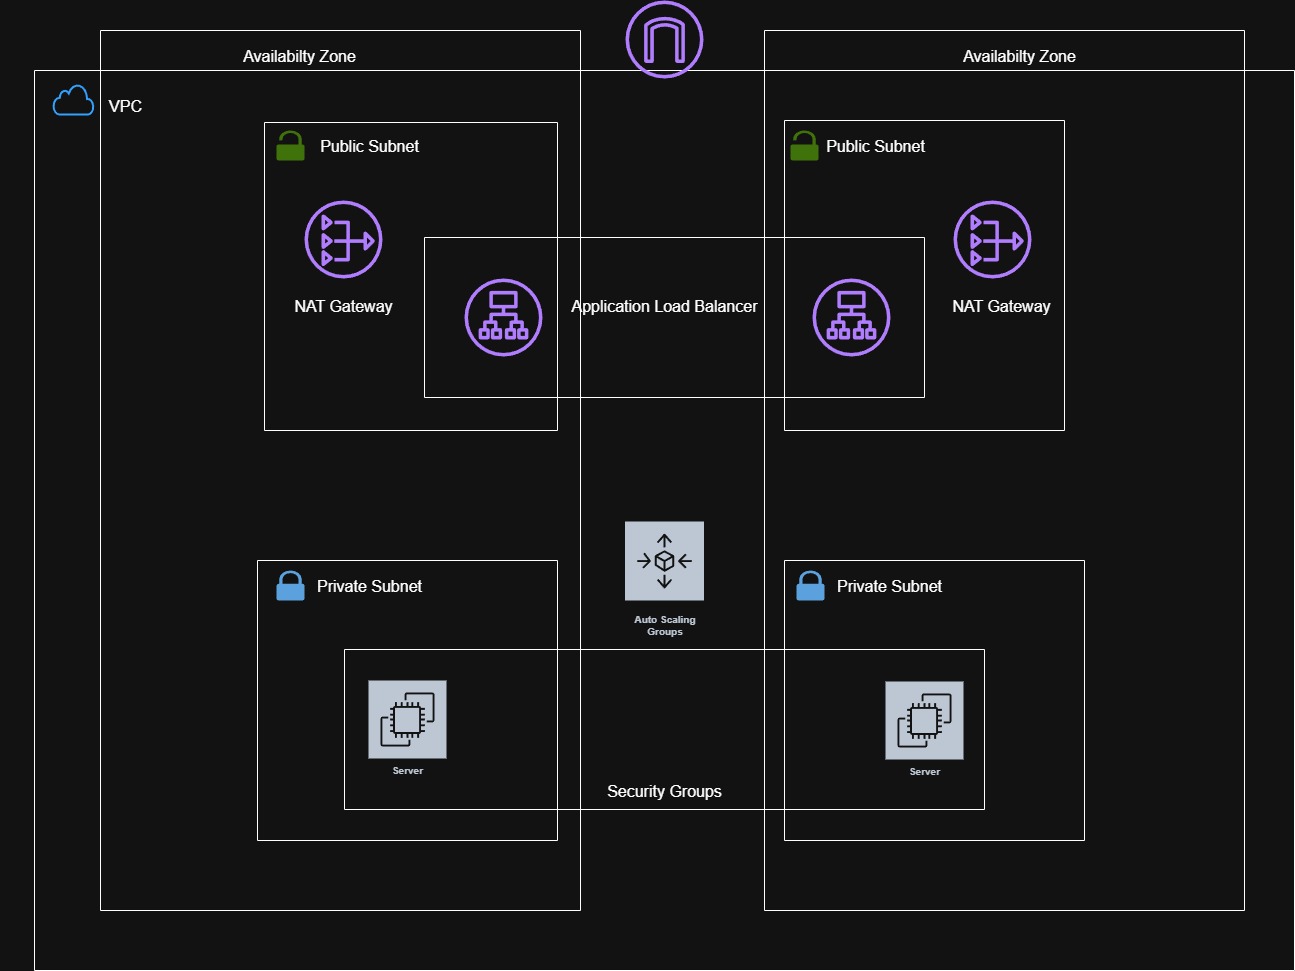 Availabilty Zone
Availabilty Zone
VPC
Public Subnet
Public Subnet
NAT Gateway
Application Load Balancer
NAT Gateway
Private Subnet
Private Subnet
Auto Scaling
Groups
Server
Server
Security Groups